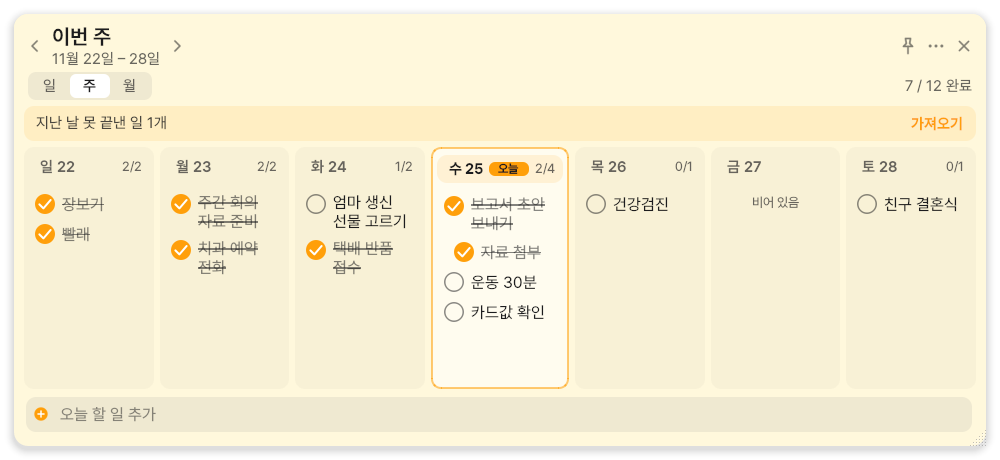 이번 주
11월 22일 – 28일
일 주 월
7 / 12 완료
지난 날 못 끝낸 일 1개
가져오기
일 22 2/2
장보기
빨래
월 23 2/2
주간 회의
자료 준비
치과 예약
전화
화 24 1/2
엄마 생신
선물 고르기
택배 반품
접수
수 25 오늘 2/4
보고서 초안
보내기
자료 첨부
운동 30분
카드값 확인
목 26 0/1
건강검진
금 27
비어 있음
토 28 0/1
친구 결혼식
오늘 할 일 추가